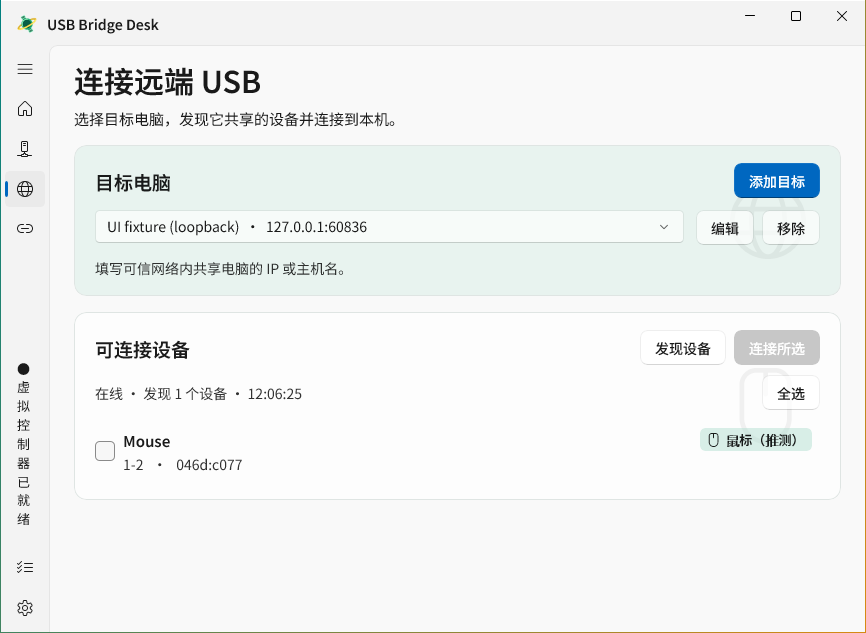 USB Bridge Desk
连接远端 USB
选择目标电脑，发现它共享的设备并连接到本机。
目标电脑
添加目标
UI fixture (loopback) • 127.0.0.1:60836
编辑
移除
填写可信网络内共享电脑的 IP 或主机名。
可连接设备
发现设备
连接所选
在线 • 发现 1 个设备 • 12:06:25
全选
Mouse
鼠标（推测）
1-2 • 046d:c077
虚
拟
控
制
器
已
就
绪